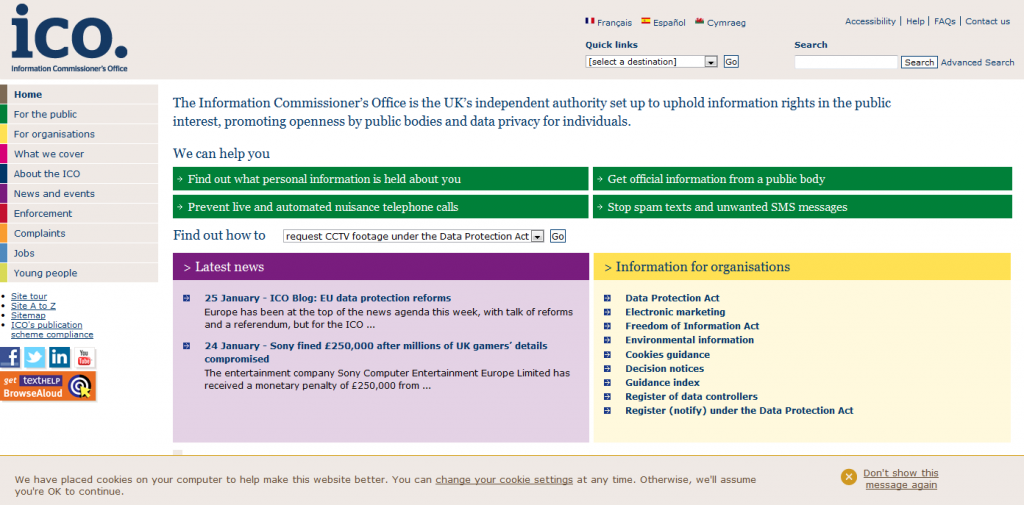 ico.
Information Commissioner's Office
Français
Español
Cymraeg
Accessibility | Help | FAQs | Contact us
Quick links
[select a destination]
Go
Search
Search
Advanced Search
Home
For the public
For organisations
What we cover
About the ICO
News and events
Enforcement
Complaints
Jobs
Young people
Site tour
Site A to Z
Sitemap
ICO's publication
scheme compliance
f
in
You
Tube
get textHELP
BrowseAloud
The Information Commissioner's Office is the UK's independent authority set up to uphold information rights in the public
interest, promoting openness by public bodies and data privacy for individuals.
We can help you
Find out what personal information is held about you
Get official information from a public body
Prevent live and automated nuisance telephone calls
Stop spam texts and unwanted SMS messages
Find out how to
request CCTV footage under the Data Protection Act
Go
> Latest news
25 January - ICO Blog: EU data protection reforms
Europe has been at the top of the news agenda this week, with talk of reforms
and a referendum, but for the ICO ...
24 January - Sony fined £250,000 after millions of UK gamers' details
compromised
The entertainment company Sony Computer Entertainment Europe Limited has
received a monetary penalty of £250,000 from ...
> Information for organisations
Data Protection Act
Electronic marketing
Freedom of Information Act
Environmental information
Cookies guidance
Decision notices
Guidance index
Register of data controllers
Register (notify) under the Data Protection Act
We have placed cookies on your computer to help make this website better. You can change your cookie settings at any time. Otherwise, we'll assume
you're OK to continue.
Don't show this
message again